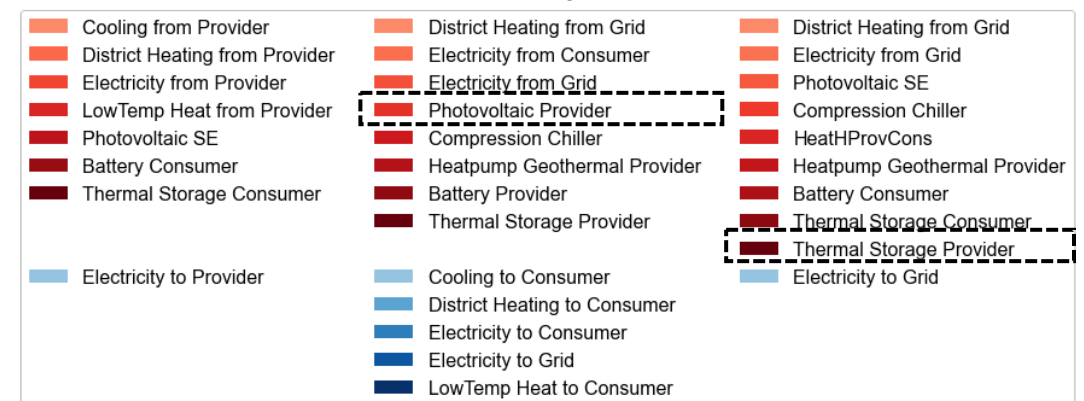 Cooling from Provider
District Heating from Provider
Electricity from Provider
LowTemp Heat from Provider
Photovoltaic SE
Battery Consumer
Thermal Storage Consumer
Electricity to Provider
District Heating from Grid
Electricity from Consumer
Electricity from Grid
Photovoltaic Provider
Compression Chiller
Heatpump Geothermal Provider
Battery Provider
Thermal Storage Provider
Cooling to Consumer
District Heating to Consumer
Electricity to Consumer
Electricity to Grid
LowTemp Heat to Consumer
District Heating from Grid
Electricity from Grid
Photovoltaic SE
Compression Chiller
HeatHProvCons
Heatpump Geothermal Provider
Battery Consumer
Thermal Storage Consumer
Thermal Storage Provider
Electricity to Grid